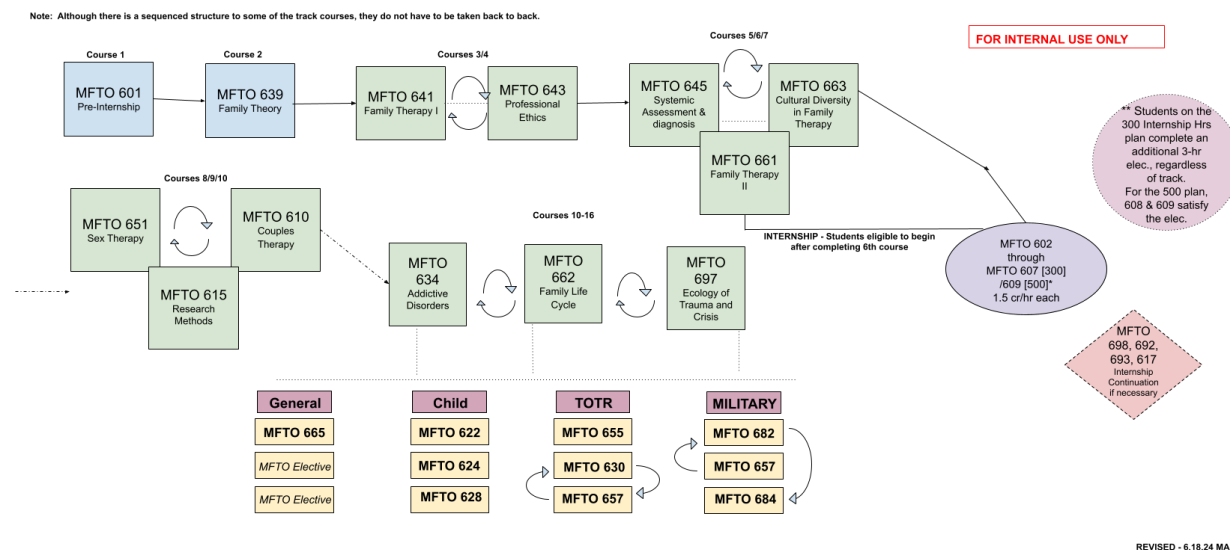 Note: Although there is a sequenced structure to some of the track courses, they do not have to be taken back to back.
FOR INTERNAL USE ONLY
Course 1
Course 2
Courses 3/4
Courses 5/6/7
MFTO 601
Pre-Internship
MFTO 639
Family Theory
MFTO 641
Family Therapy I
MFTO 643
Professional
Ethics
MFTO 645
Systemic
Assessment &
diagnosis
MFTO 663
Cultural Diversity
in Family
Therapy
MFTO 661
Family Therapy
II
** Students on the
300 Internship Hrs
plan complete an
additional 3-hr
elec., regardless
of track.
For the 500 plan,
608 & 609 satisfy
the elec.
Courses 8/9/10
MFTO 651
Sex Therapy
MFTO 610
Couples
Therapy
MFTO 615
Research
Methods
Courses 10-16
MFTO
634
Addictive
Disorders
MFTO
662
Family Life
Cycle
MFTO
697
Ecology of
Trauma and
Crisis
INTERNSHIP - Students eligible to begin
after completing 6th course
MFTO 602
through
MFTO 607 [300]
/609 [500]*
1.5 cr/hr each
MFTO
698, 692,
693, 617
Internship
Continuation
if necessary
General
MFTO 665
MFTO Elective
MFTO Elective
Child
MFTO 622
MFTO 624
MFTO 628
TOTR
MFTO 655
MFTO 630
MFTO 657
MILITARY
MFTO 682
MFTO 657
MFTO 684
REVISED - 6.18.24 MA